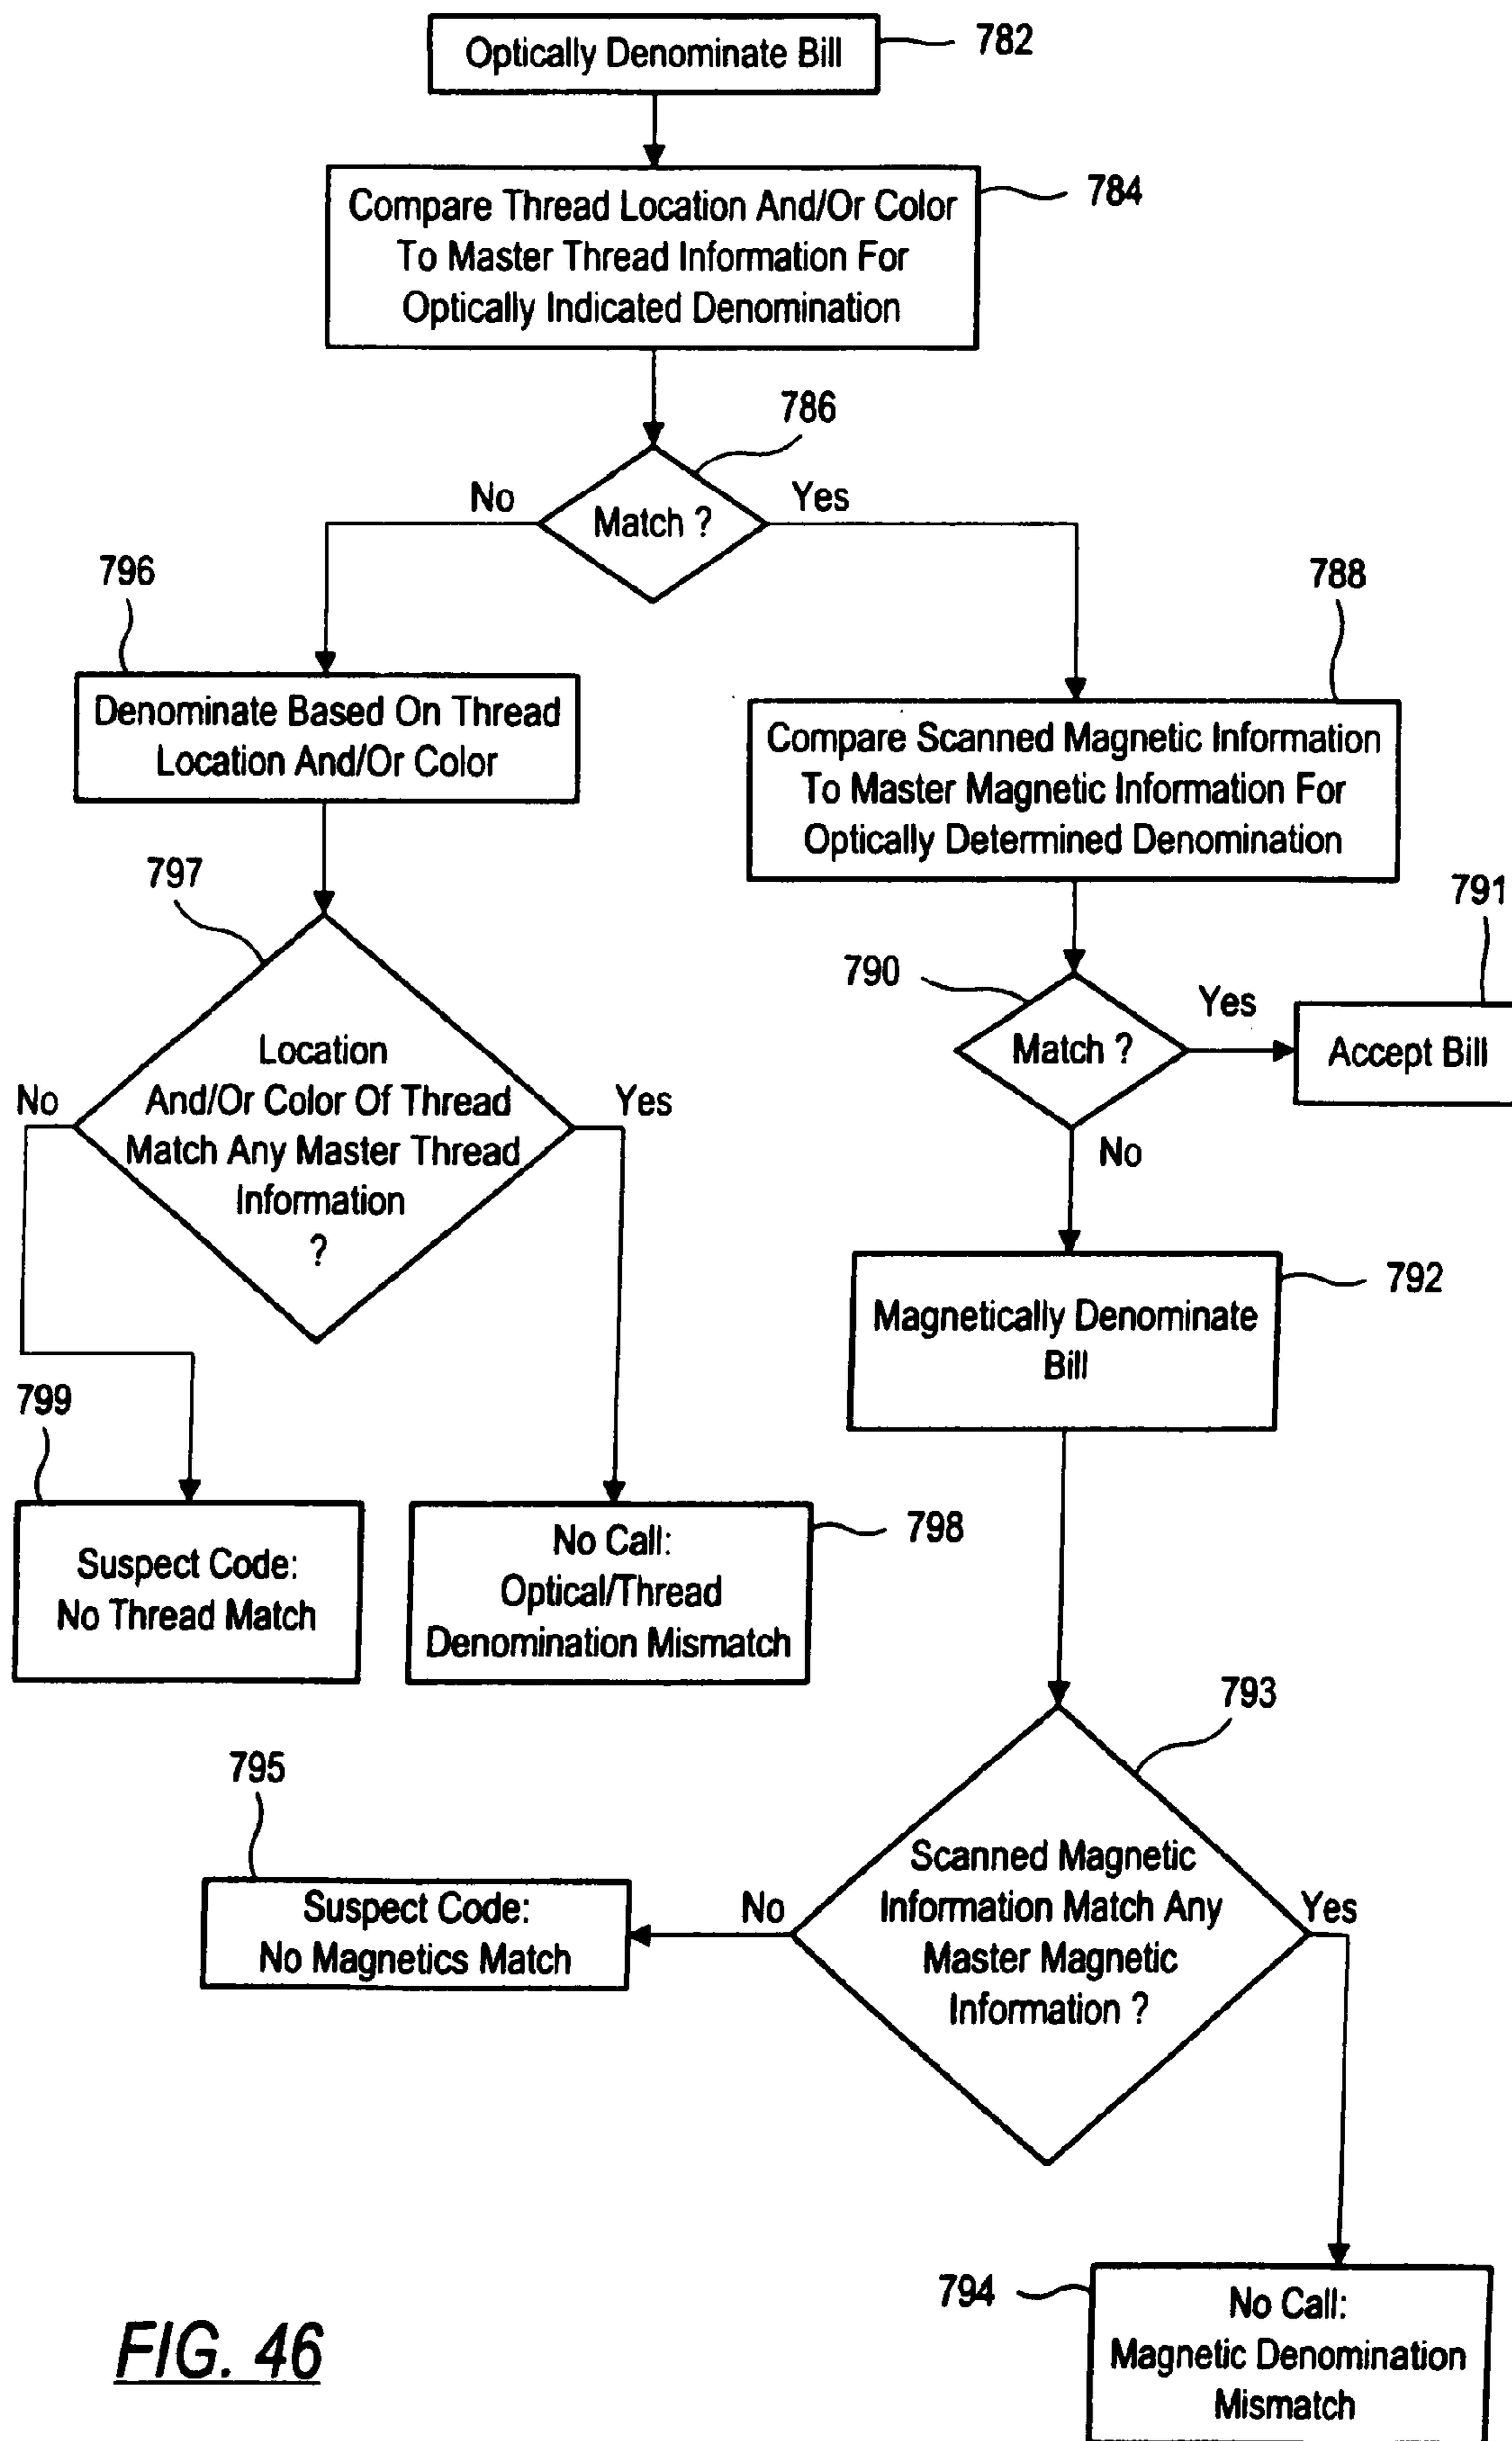 Optically Denominate Bill
782
Compare Thread Location And/Or Color
To Master Thread Information For
Optically Indicated Denomination
784
786
No
Match ?
Yes
796
788
Denominate Based On Thread
Location And/Or Color
Compare Scanned Magnetic Information
To Master Magnetic Information For
Optically Determined Denomination
797
791
790
Match ?
Yes
Accept Bill
No
Location
And/Or Color Of Thread
Match Any Master Thread
Information
?
No
Yes
792
Magnetically Denominate
Bill
799
Suspect Code:
No Thread Match
No Call:
Optical/Thread
Denomination Mismatch
798
793
795
Suspect Code:
No Magnetics Match
No
Scanned Magnetic
Information Match Any
Master Magnetic
Information ?
Yes
794
No Call:
Magnetic Denomination
Mismatch
FIG. 46